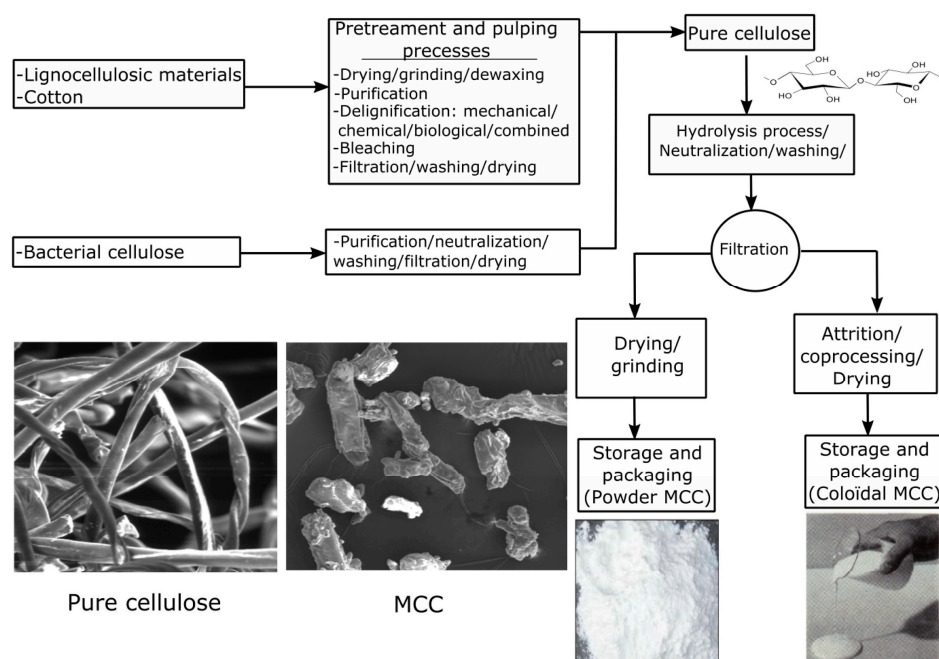 -Lignocellulosic materials
-Cotton
Pretreament and pulping
precesses
-Drying/grinding/dewaxing
-Purification
-Delignification: mechanical/
chemical/biological/combined
-Bleaching
-Filtration/washing/drying
Pure cellulose
O
OH
HO
OH
O
HO
OH
O
OH
O
Hydrolysis process/
Neutralization/washing/
-Bacterial cellulose
-Purification/neutralization/
washing/filtration/drying
Filtration
Drying/
grinding
Attrition/
coprocessing/
Drying
Storage and
packaging
(Powder MCC)
Storage and
packaging
(Coloïdal MCC)
Pure cellulose
MCC